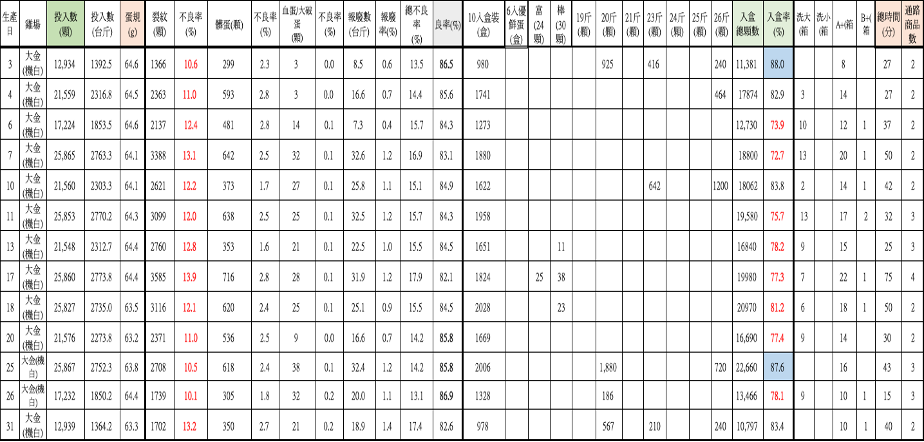 生產日 雞場 投入數(顆) 投入數(台斤) 蛋規(g) 裂紋(顆) 不良率(%) 髒蛋(顆) 不良率(%) 血蛋/大破蛋(顆) 不良率(%) 報廢數(台斤) 報廢率(%) 總不良率(%) 良率(%) 10入盒裝(盒) 6入優鮮蛋(盒) 富(24顆) 棒(30顆) 19斤(顆) 20斤(顆) 21斤(顆) 23斤(顆) 24斤(顆) 25斤(顆) 26斤(顆) 入盒總顆數 入盒率(%) 洗大(箱 洗小(箱 A+(箱 B+(箱 總時間(分) 通路商品數
3 大金(機白) 12,934 1392.5 64.6 1366 10.6 299 2.3 3 0.0 8.5 0.6 13.5 86.5 980 925 416 240 11,381 88.0 8 27 2
4 大金(機白) 21,559 2316.8 64.5 2363 11.0 593 2.8 3 0.0 16.6 0.7 14.4 85.6 1741 464 17874 82.9 3 14 27 2
6 大金(機白) 17,224 1853.5 64.6 2137 12.4 481 2.8 14 0.1 7.3 0.4 15.7 84.3 1273 12,730 73.9 10 12 1 37 2
7 大金(機白) 25,865 2763.3 64.1 3388 13.1 642 2.5 32 0.1 32.6 1.2 16.9 83.1 1880 18800 72.7 13 20 1 50 2
10 大金(機白) 21,560 2303.3 64.1 2621 12.2 373 1.7 27 0.1 25.8 1.1 15.1 84.9 1622 642 1200 18062 83.8 2 14 1 42 2
11 大金(機白) 25,853 2770.2 64.3 3099 12.0 638 2.5 25 0.1 32.5 1.2 15.7 84.3 1958 19,580 75.7 13 17 2 32 3
13 大金(機白) 21,548 2312.7 64.4 2760 12.8 353 1.6 21 0.1 22.5 1.0 15.5 84.5 1651 11 16840 78.2 9 15 25 3
17 大金(機白) 25,860 2773.8 64.4 3585 13.9 716 2.8 28 0.1 31.9 1.2 17.9 82.1 1824 25 38 19980 77.3 7 22 1 75 4
18 大金(機白) 25,827 2735.0 63.5 3116 12.1 620 2.4 25 0.1 25.1 0.9 15.5 84.5 2028 23 20970 81.2 6 18 1 50 2
20 大金(機白) 21,576 2273.8 63.2 2371 11.0 536 2.5 9 0.0 16.6 0.7 14.2 85.8 1669 16,690 77.4 9 14 30 2
25 大金(機白) 25,867 2752.3 63.8 2708 10.5 618 2.4 38 0.1 32.4 1.2 14.2 85.8 2006 1,880 720 22,660 87.6 16 43 3
26 大金(機白) 17,232 1850.2 64.4 1739 10.1 305 1.8 32 0.2 20.0 1.1 13.1 86.9 1328 186 13,466 78.1 9 10 1 15 3
31 大金(機白) 12,939 1364.2 63.3 1702 13.2 350 2.7 21 0.2 18.9 1.4 17.4 82.6 978 567 210 240 10,797 83.4 10 1 40 2